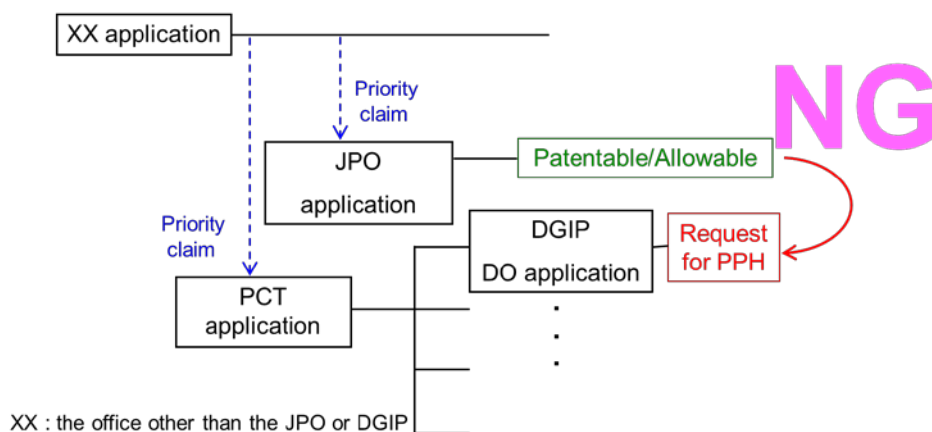 XX application
NG
Priority
claim
JPO
application
Patentable/Allowable
Priority
claim
DGIP
DO application
Request
for PPH
PCT
application
XX : the office other than the JPO or DGIP